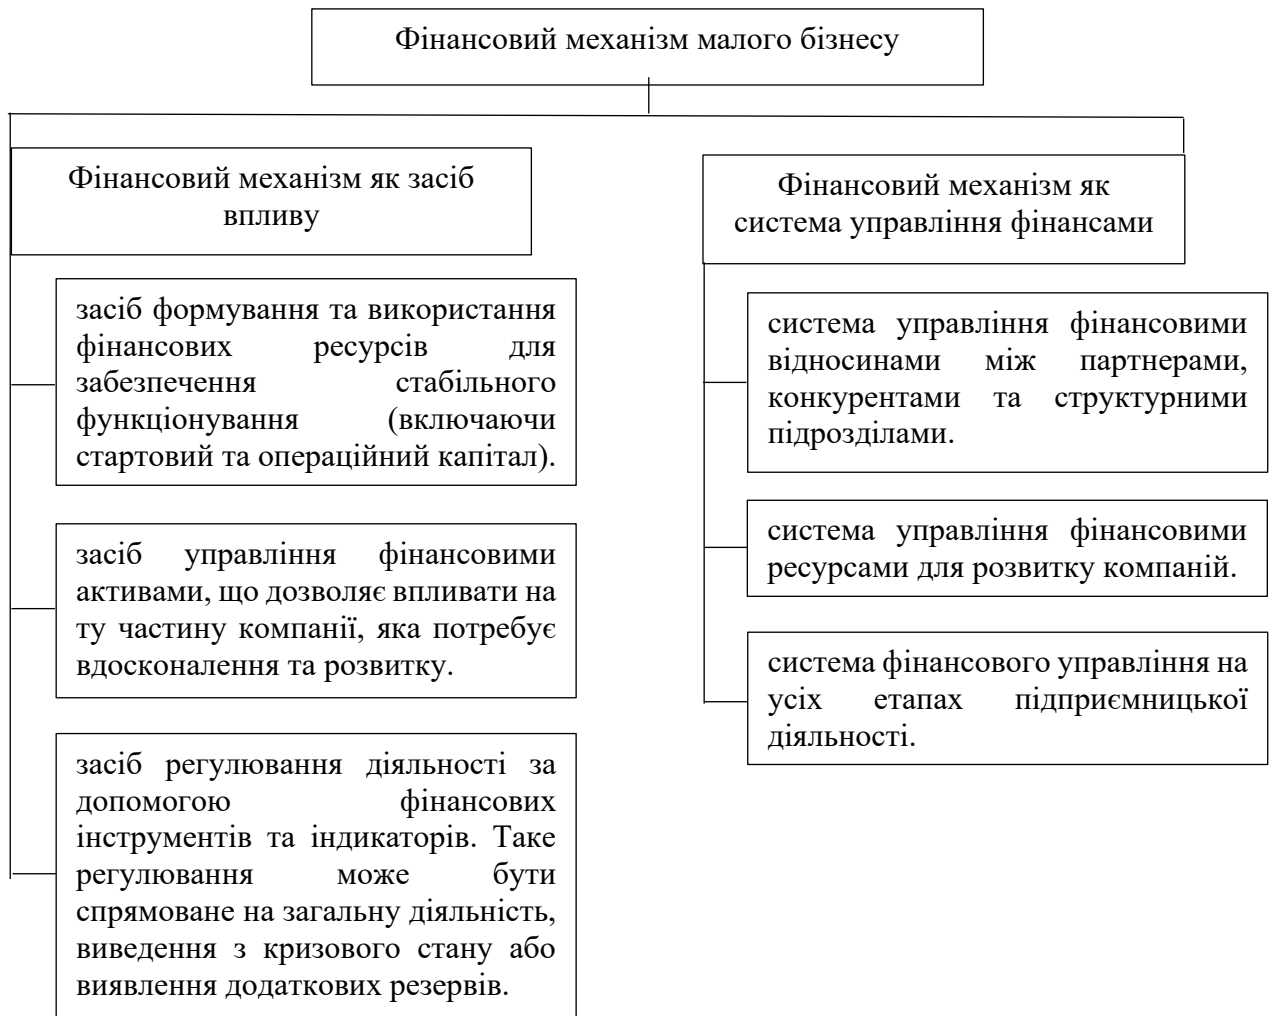 Фінансовий механізм малого бізнесу
Фінансовий механізм як засіб
впливу
засіб формування та використання
фінансових ресурсів для
забезпечення стабільного
функціонування (включаючи
стартовий та операційний капітал).
засіб управління фінансовими
активами, що дозволяє впливати на
ту частину компанії, яка потребує
вдосконалення та розвитку.
засіб регулювання діяльності за
допомогою фінансових
інструментів та індикаторів. Таке
регулювання може бути
спрямоване на загальну діяльність,
виведення з кризового стану або
виявлення додаткових резервів.
Фінансовий механізм як
система управління фінансами
система управління фінансовими
відносинами між партнерами,
конкурентами та структурними
підрозділами.
система управління фінансовими
ресурсами для розвитку компаній.
система фінансового управління на
усіх етапах підприємницької
діяльності.